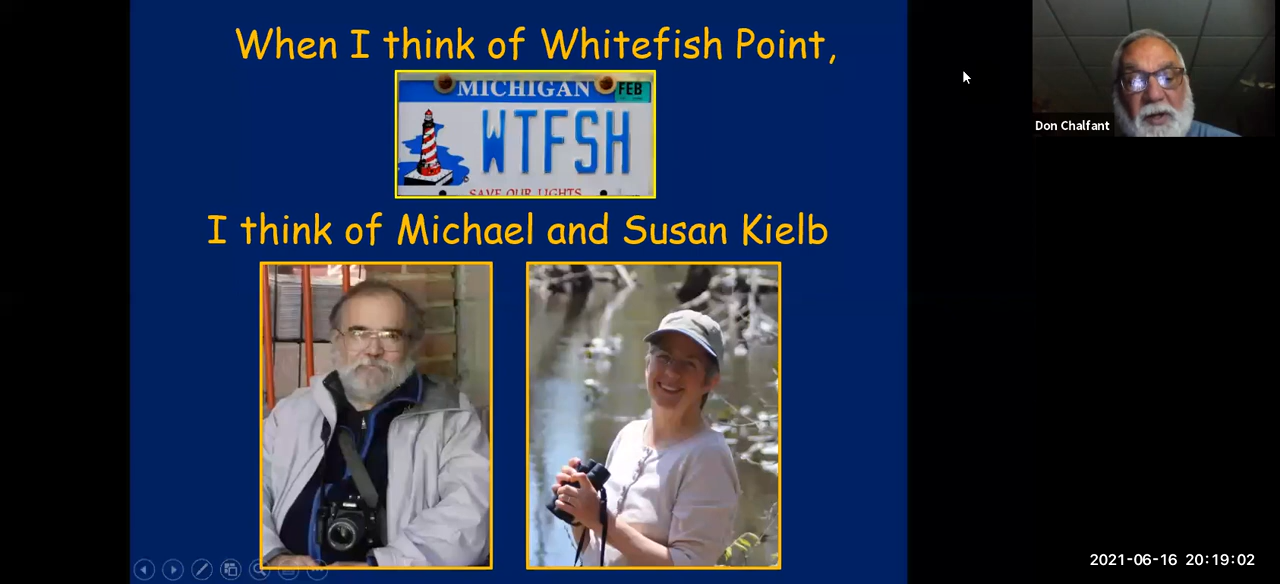 When I think of Whitefish Point,
MICHIGAN
FEB
WTFSH
SAVE OUR LIGHTS
I think of Michael and Susan Kielb
Don Chalfant
2021-06-16 20:19:02